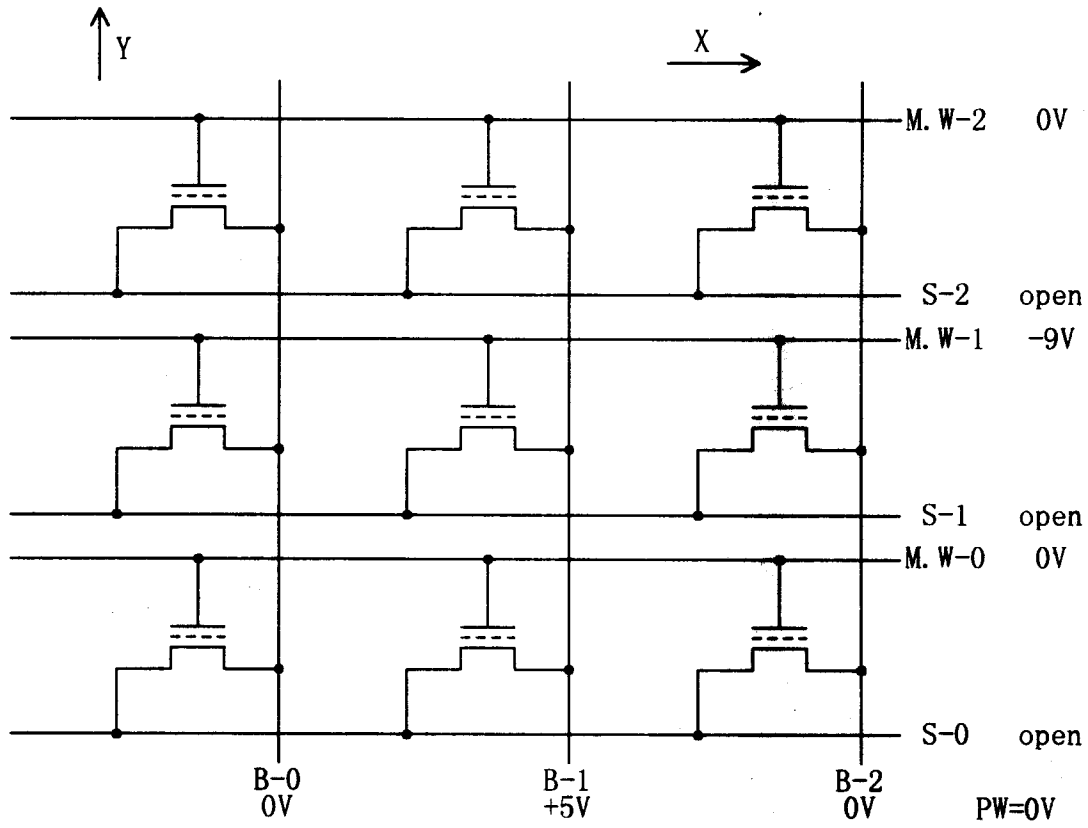 Y
X
M. W-2 0V
S-2 open
M. W-1 -9V
S-1 open
M. W-0 0V
S-0 open
B-0 B-1 B-2
0V +5V 0V PW=0V